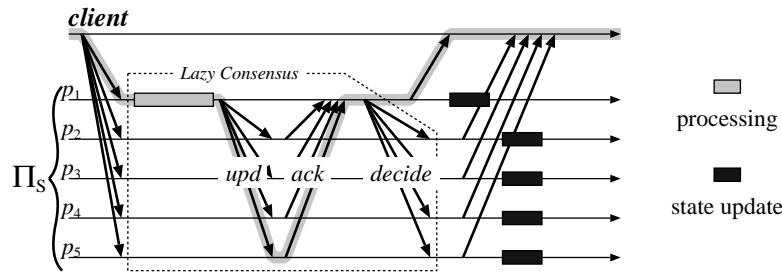 client
Lazy Consensus
p1
p2
upd ack decide
processing
Πs
p3
p4
state update
p5